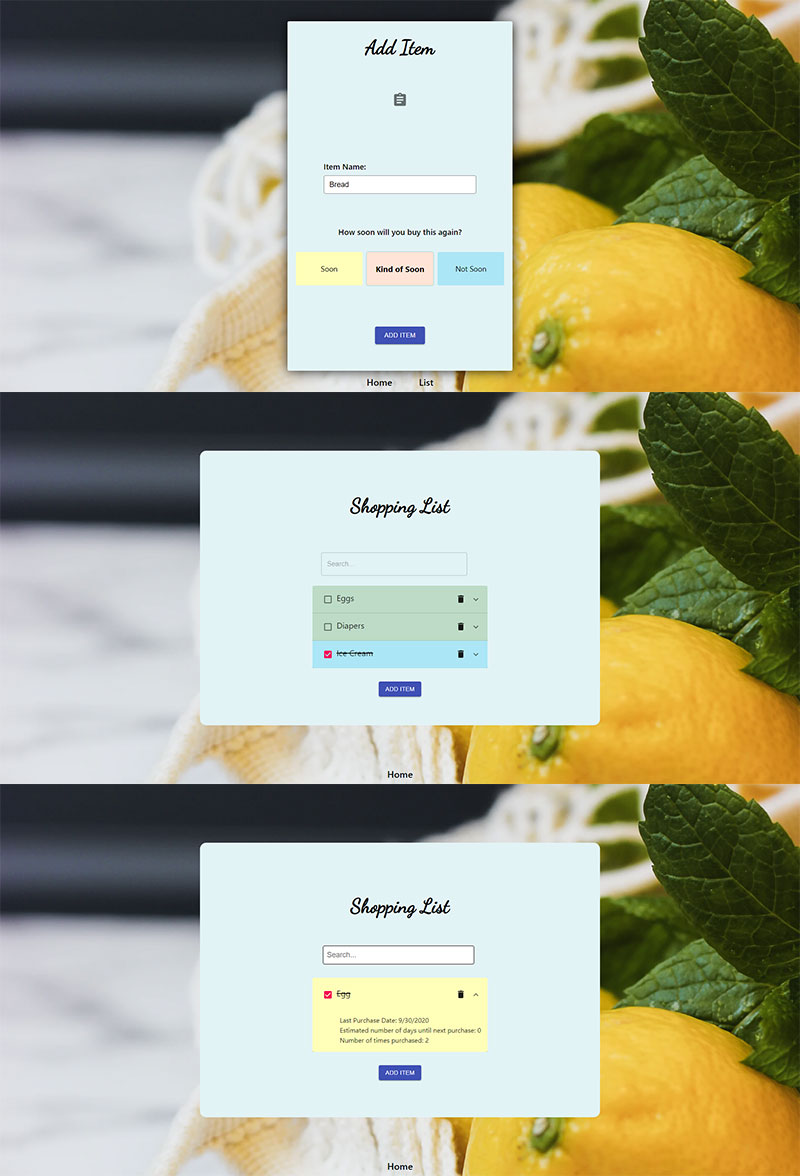 Add Item
Item Name:
Bread
How soon will you buy this again?
Soon Kind of Soon Not Soon
ADD ITEM
Home List
Shopping List
Search...
Eggs
Diapers
Ice Cream
ADD ITEM
Home
Shopping List
Search...
Egg
Last Purchase Date: 9/30/2020
Estimated number of days until next purchase: 0
Number of times purchased: 2
ADD ITEM
Home